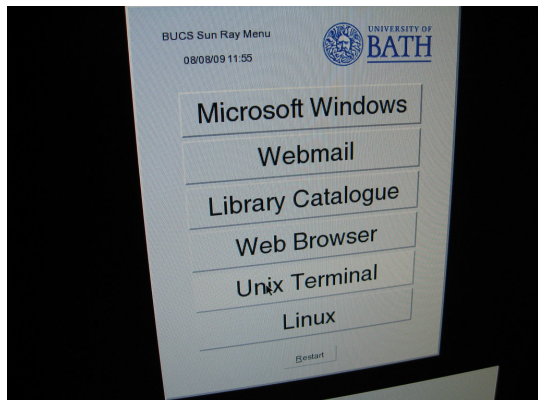 BUCS Sun Ray Menu
08/08/09 11:55
UNIVERSITY OF
BATH
Microsoft Windows
Webmail
Library Catalogue
Web Browser
Unix Terminal
Linux
Restart